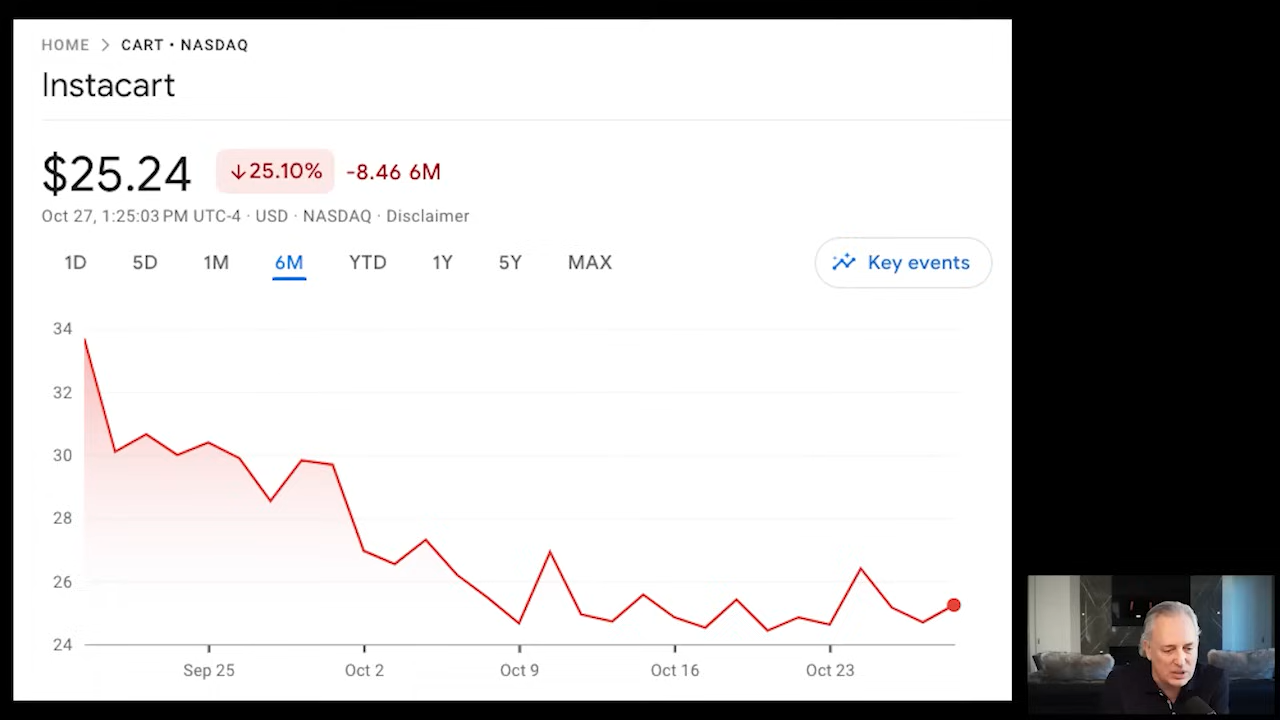 HOME > CART • NASDAQ
Instacart
$25.24 ↓25.10% -8.46 6M
Oct 27, 1:25:03 PM UTC-4 · USD · NASDAQ · Disclaimer
1D 5D 1M 6M YTD 1Y 5Y MAX Key events
34
32
30
28
26
24
Sep 25 Oct 2 Oct 9 Oct 16 Oct 23